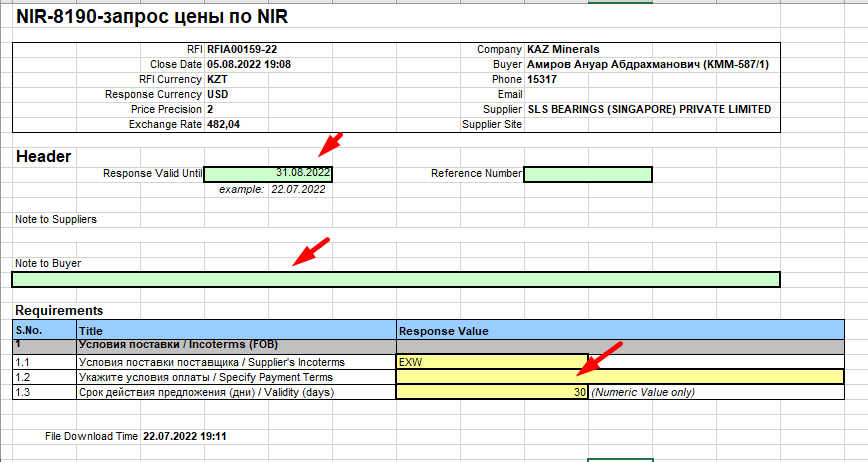 NIR-8190-запрос цены по NIR
RFI RFIA00159-22 Company KAZ Minerals
Close Date 05.08.2022 19:08 Buyer Амиров Ануар Абдрахманович (KMM-587/1)
RFI Currency KZT Phone 15317
Response Currency USD Email
Price Precision 2 Supplier SLS BEARINGS (SINGAPORE) PRIVATE LIMITED
Exchange Rate 482,04 Supplier Site
Header
Response Valid Until 31.08.2022 Reference Number
example: 22.07.2022
Note to Suppliers
Note to Buyer
Requirements
S.No. Title Response Value
1 Условия поставки / Incoterms (FOB)
1.1 Условия поставки поставщика / Supplier's Incoterms EXW
1.2 Укажите условия оплаты / Specify Payment Terms
1.3 Срок действия предложения (дни) / Validity (days) 30 (Numeric Value only)
File Download Time 22.07.2022 19:11